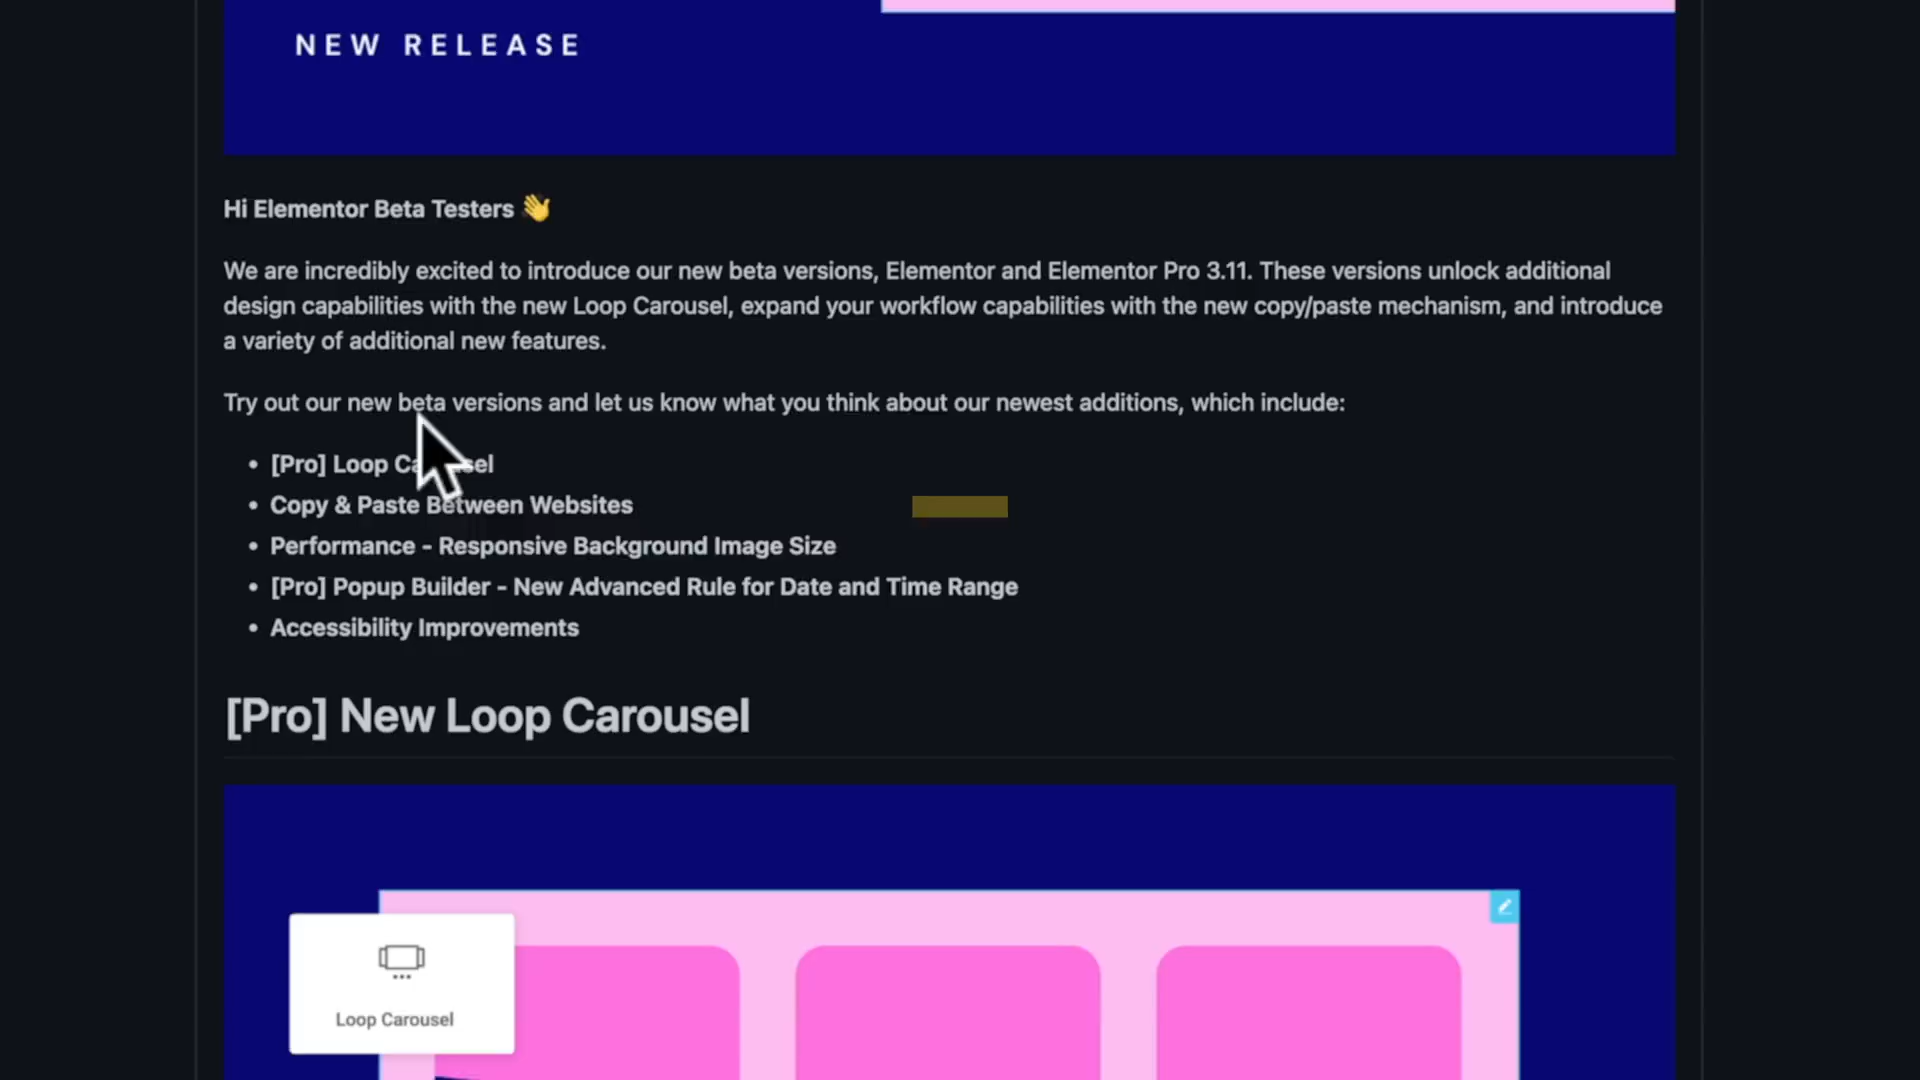 NEW RELEASE
Hi Elementor Beta Testers 👋
We are incredibly excited to introduce our new beta versions, Elementor and Elementor Pro 3.11. These versions unlock additional
design capabilities with the new Loop Carousel, expand your workflow capabilities with the new copy/paste mechanism, and introduce
a variety of additional new features.
Try out our new beta versions and let us know what you think about our newest additions, which include:
• [Pro] Loop Carousel
• Copy & Paste Between Websites
• Performance - Responsive Background Image Size
• [Pro] Popup Builder - New Advanced Rule for Date and Time Range
• Accessibility Improvements
[Pro] New Loop Carousel
Loop Carousel